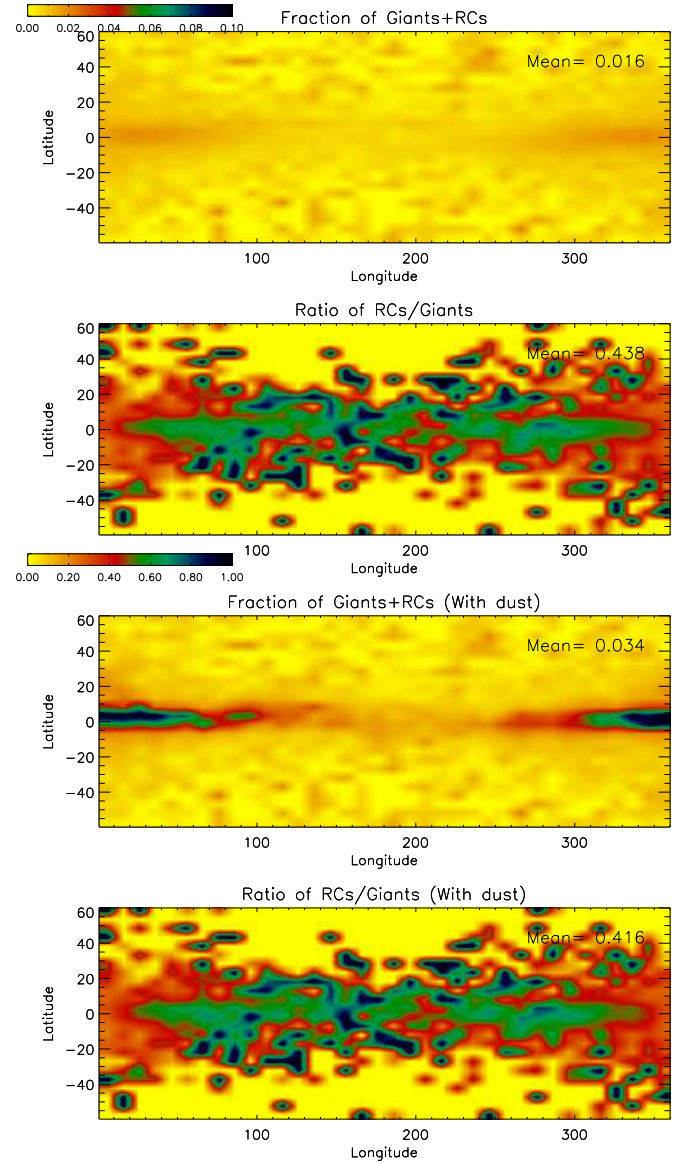 Fraction of Giants+RCs
0.00 0.02 0.04 0.06 0.08 0.10
Mean= 0.016
60
40
20
0
−20
−40
Latitude
100 200 300
Longitude
Ratio of RCs/Giants
Mean= 0.438
60
40
20
0
−20
−40
Latitude
100 200 300
Longitude
0.00 0.20 0.40 0.60 0.80 1.00
Fraction of Giants+RCs (With dust)
Mean= 0.034
60
40
20
0
−20
−40
Latitude
100 200 300
Longitude
Ratio of RCs/Giants (With dust)
Mean= 0.416
60
40
20
0
−20
−40
Latitude
100 200 300
Longitude